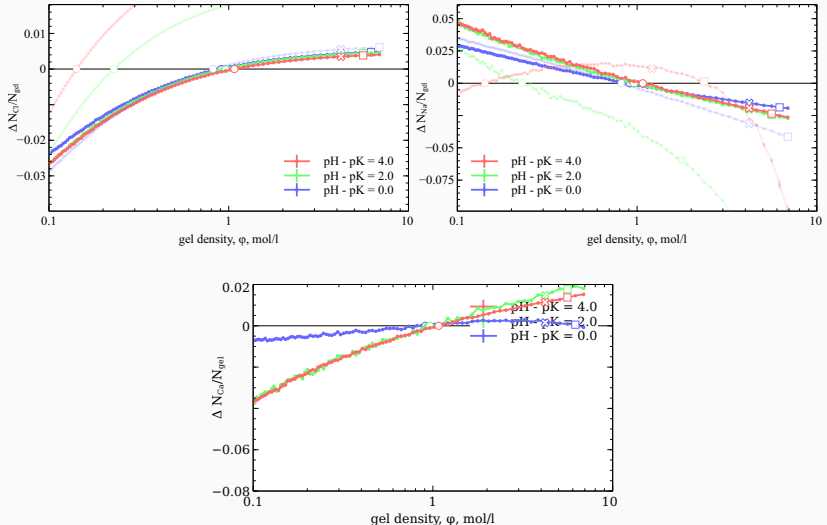 0.01
0
−0.02
−0.03
0.1
1
10
Δ N_Cl/N_gel
pH - pK = 4.0
pH - pK = 2.0
pH - pK = 0.0
gel density, φ, mol/l
0.05
0.025
0
−0.05
−0.075
0.1
1
10
Δ N_Na/N_gel
pH - pK = 4.0
pH - pK = 2.0
pH - pK = 0.0
gel density, φ, mol/l
0.02
0
−0.06
−0.08
0.1
1
10
Δ N_Ca/N_gel
pH - pK = 4.0
pH - pK = 2.0
pH - pK = 0.0
gel density, φ, mol/l